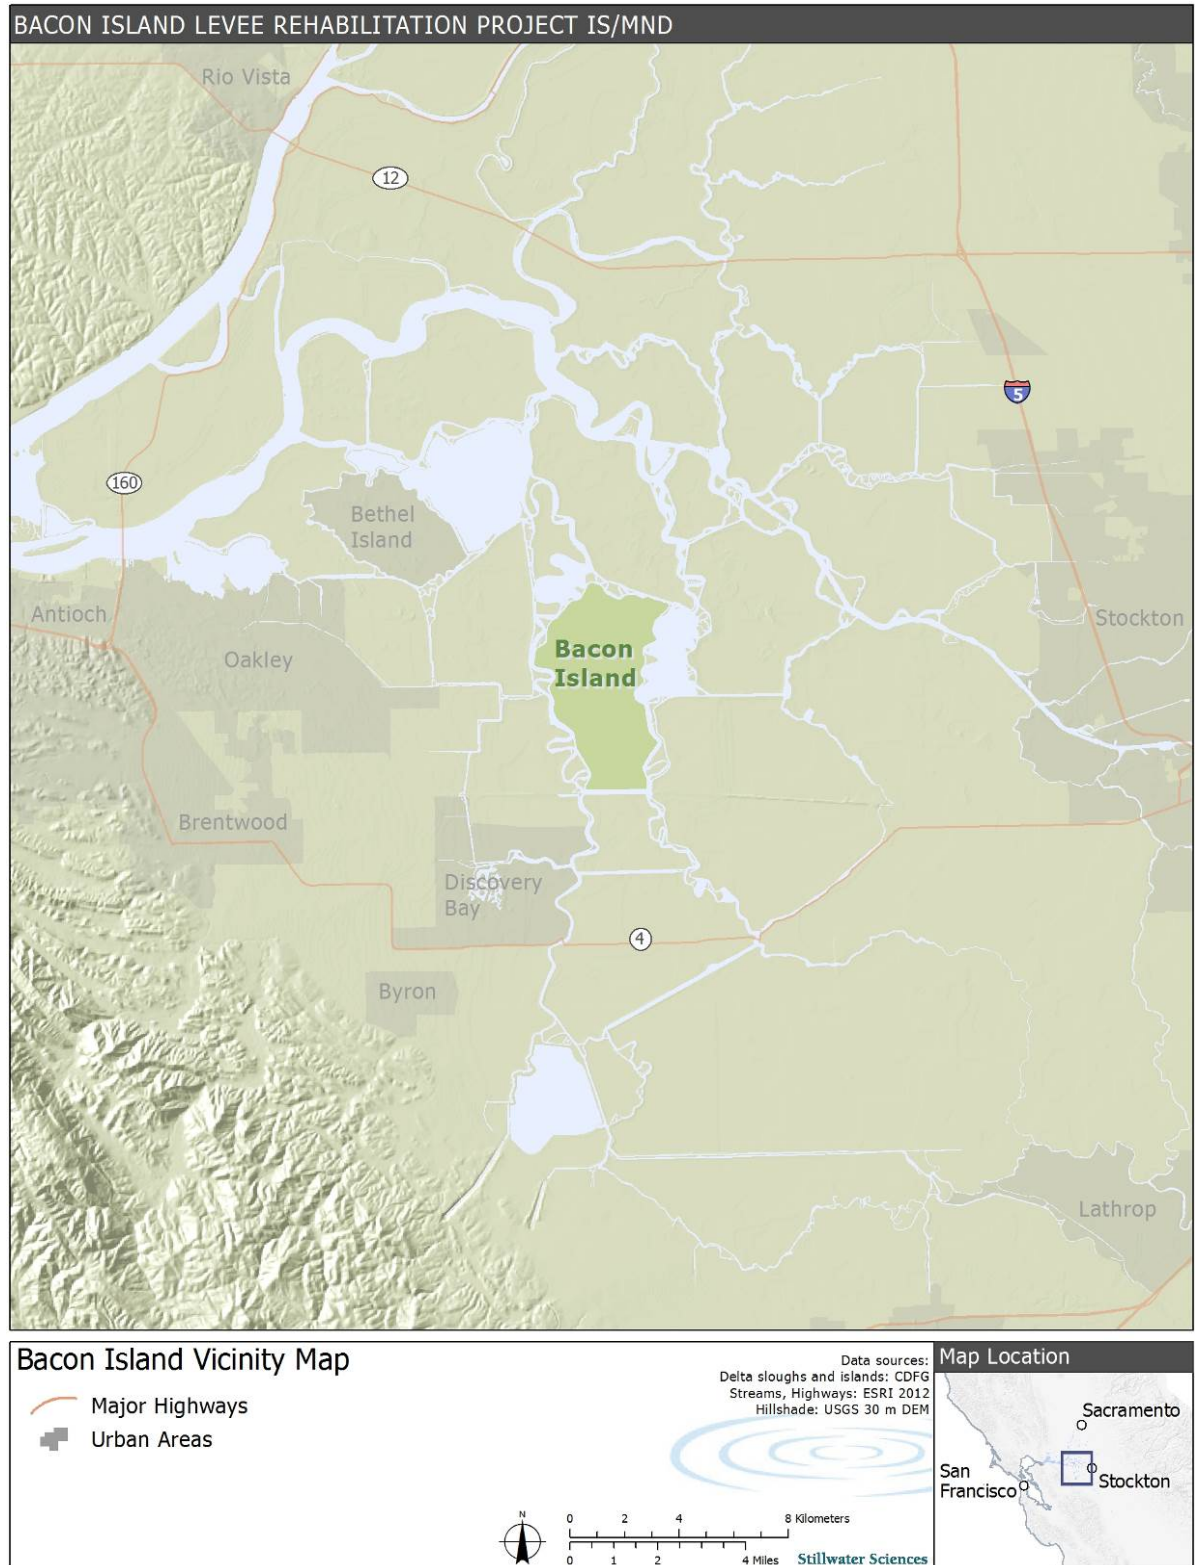 BACON ISLAND LEVEE REHABILITATION PROJECT IS/MND
Rio Vista
12
5
160
Bethel
Island
Antioch
Stockton
Bacon
Island
Oakley
Brentwood
Discovery
Bay
4
Byron
Lathrop
Bacon Island Vicinity Map
Major Highways
Urban Areas
Data sources:
Delta sloughs and islands: CDFG
Streams, Highways: ESRI 2012
Hillshade: USGS 30 m DEM
N
0 2 4 8 Kilometers
0 1 2 4 Miles
Stillwater Sciences
Map Location
Sacramento
San
Francisco
Stockton